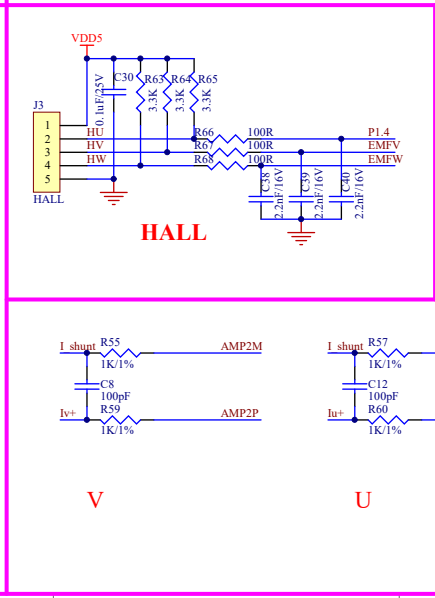 VDD5
C30
0.1uF/25V
R63
3.3K
R64
3.3K
R65
3.3K
J3
1
2
3
4
5
HALL
HU
HV
HW
R66
100R
P1.4
R67
100R
EMFV
R68
100R
EMFW
C38
2.2nF/16V
C39
2.2nF/16V
C40
2.2nF/16V
HALL
I_shunt
R55
1K/1%
AMP2M
C8
100pF
Iv+
R59
1K/1%
AMP2P
V
I_shunt
R57
1K/1%
C12
100pF
Iu+
R60
1K/1%
U